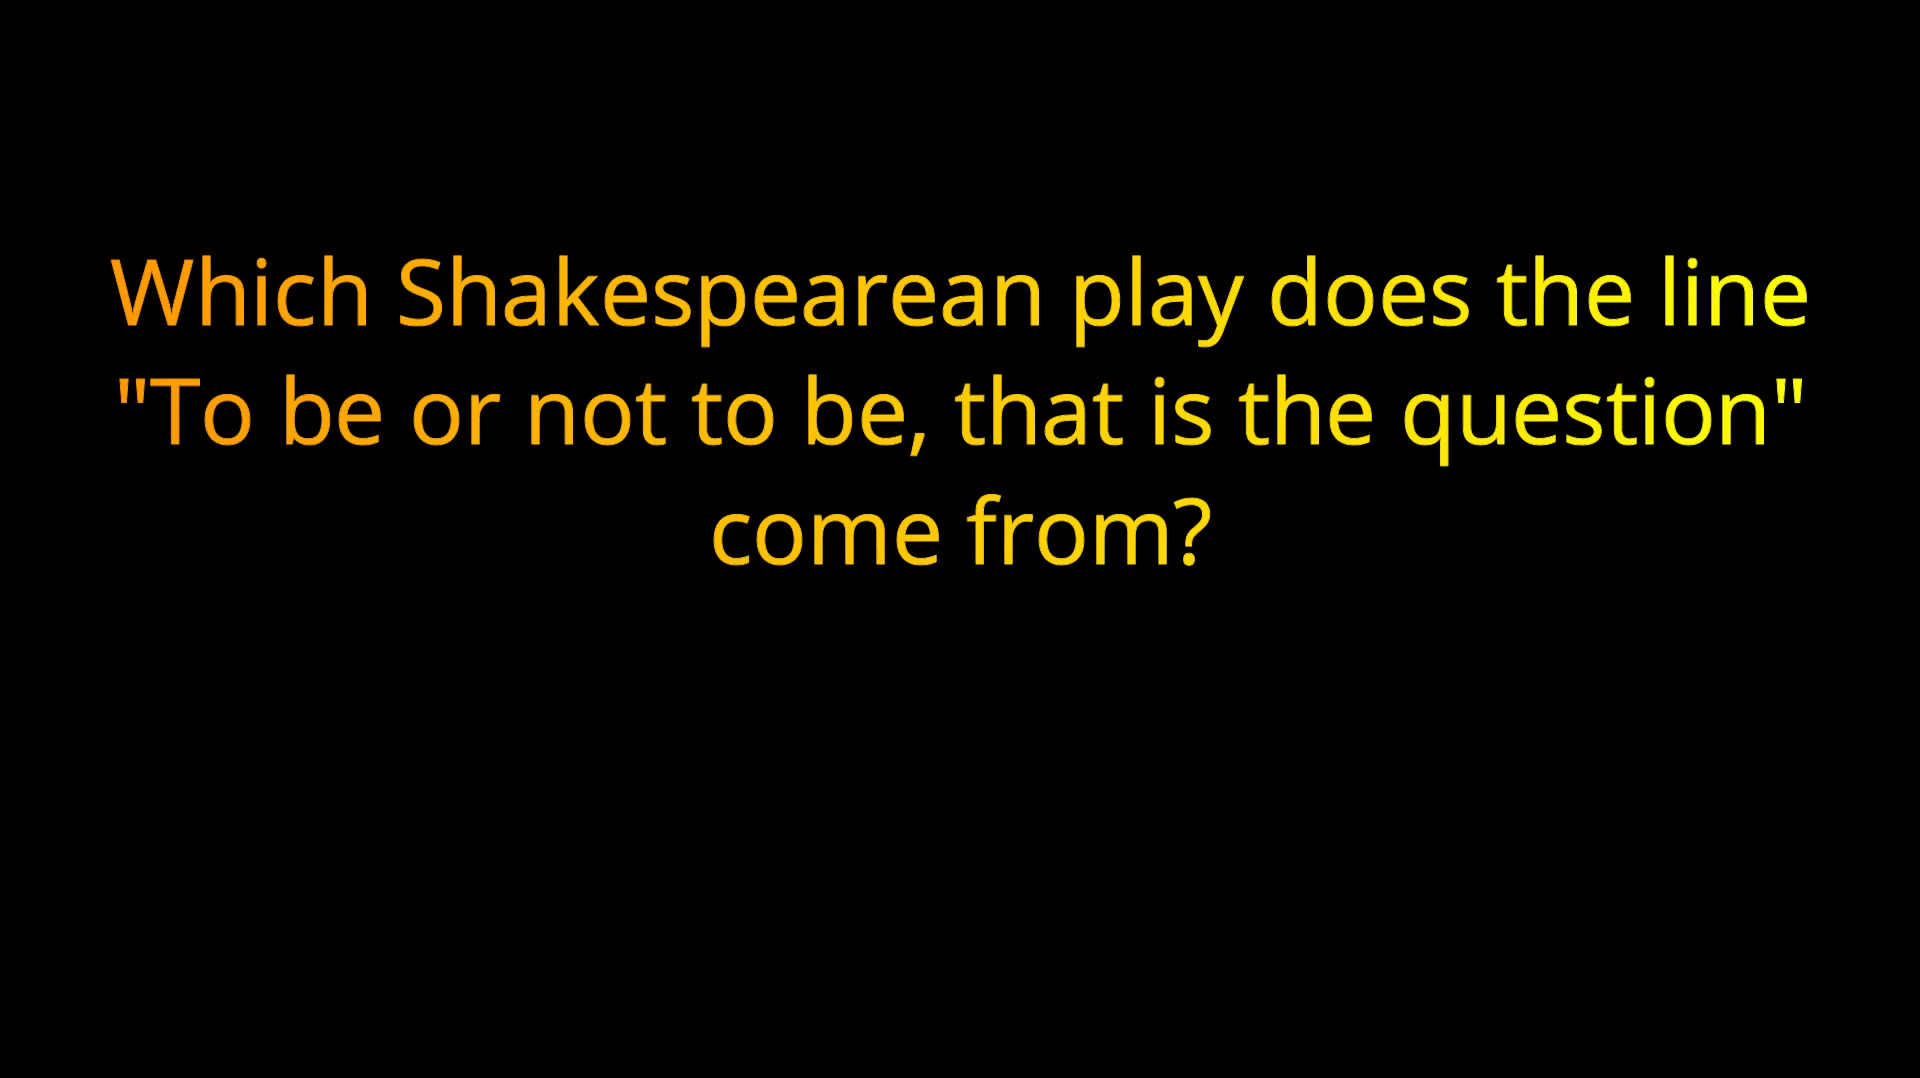 Which Shakespearean play does the line
"To be or not to be, that is the question"
come from?